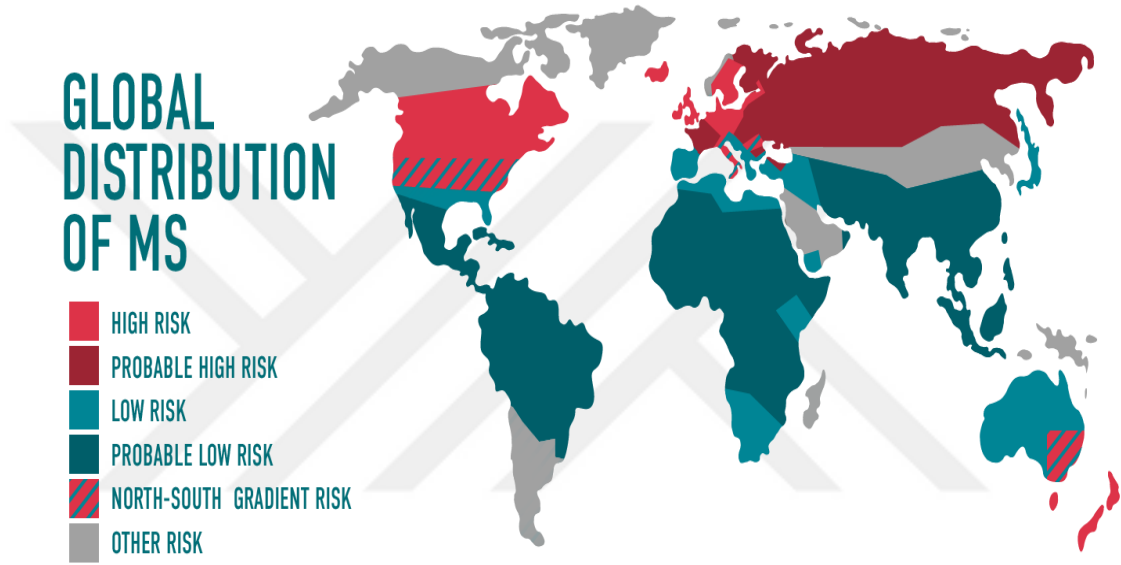 GLOBAL
DISTRIBUTION
OF MS
HIGH RISK
PROBABLE HIGH RISK
LOW RISK
PROBABLE LOW RISK
NORTH-SOUTH GRADIENT RISK
OTHER RISK